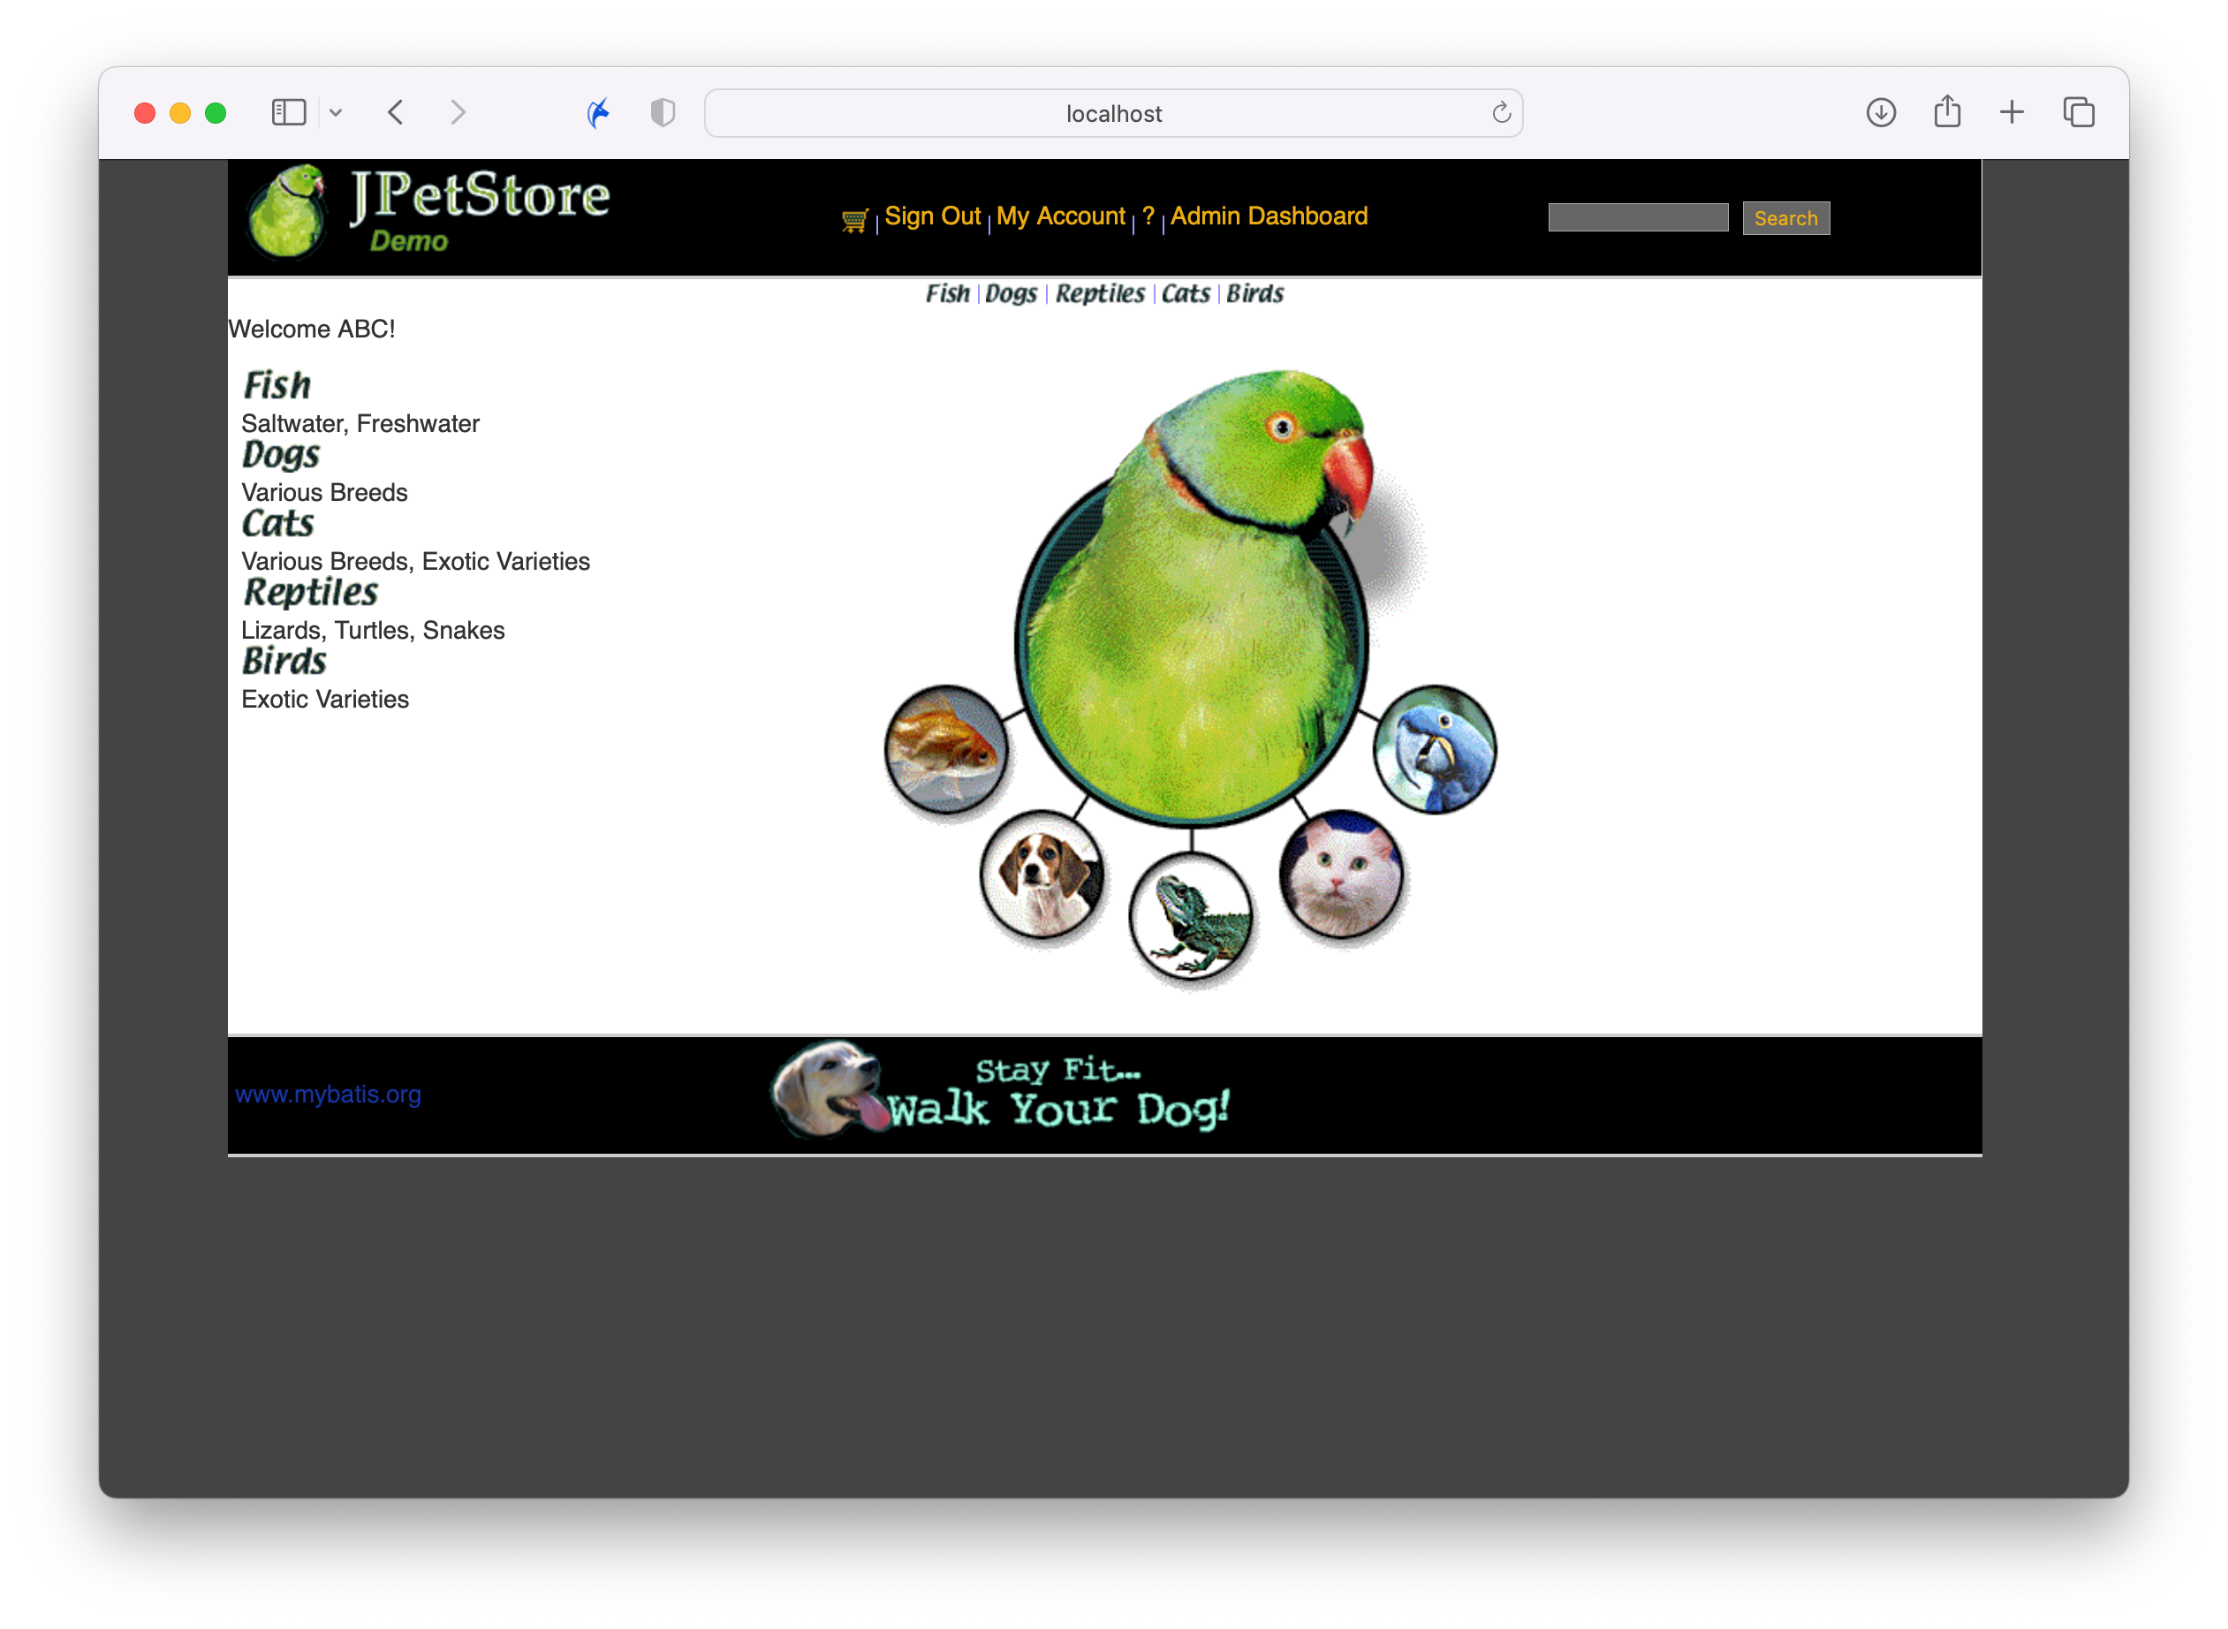 localhost
JPetStore
Demo
Sign Out | My Account | ? | Admin Dashboard
Search
Fish | Dogs | Reptiles | Cats | Birds
Welcome ABC!
Fish
Saltwater, Freshwater
Dogs
Various Breeds
Cats
Various Breeds, Exotic Varieties
Reptiles
Lizards, Turtles, Snakes
Birds
Exotic Varieties
www.mybatis.org
Stay Fit...
Walk Your Dog!